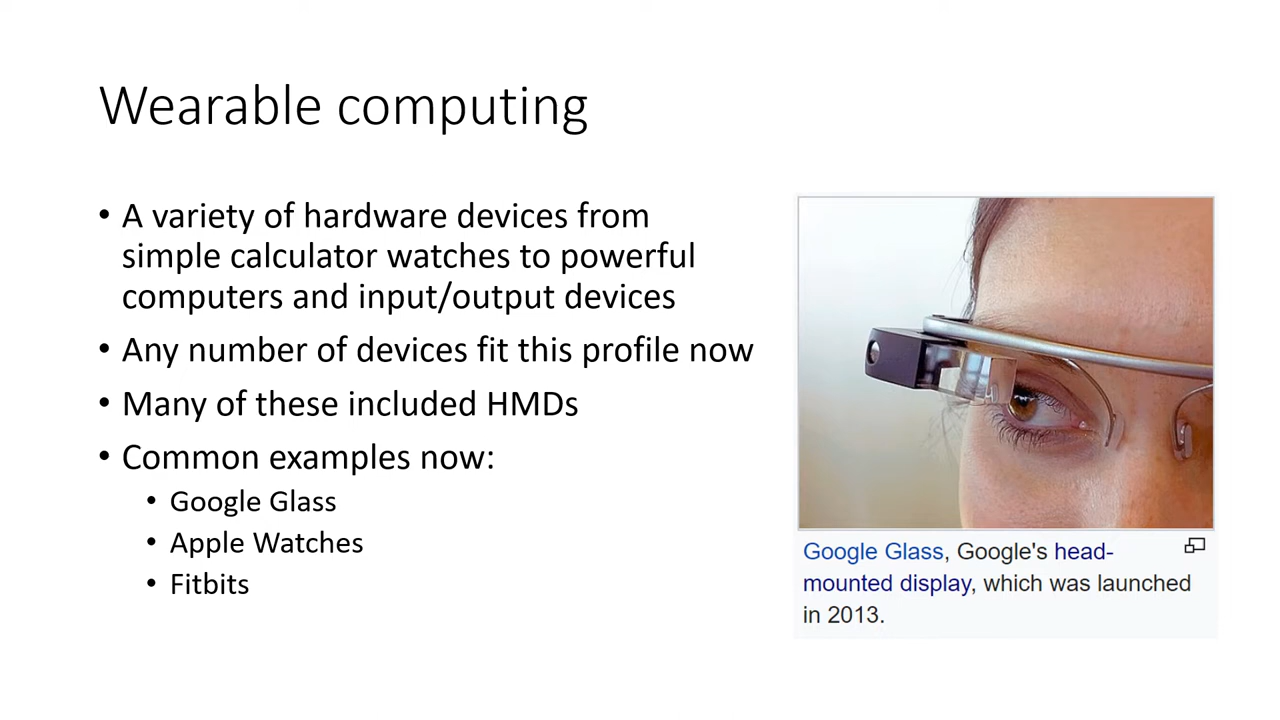 Wearable computing
• A variety of hardware devices from
simple calculator watches to powerful
computers and input/output devices
• Any number of devices fit this profile now
• Many of these included HMDs
• Common examples now:
• Google Glass
• Apple Watches
• Fitbits
Google Glass, Google's head-
mounted display, which was launched
in 2013.